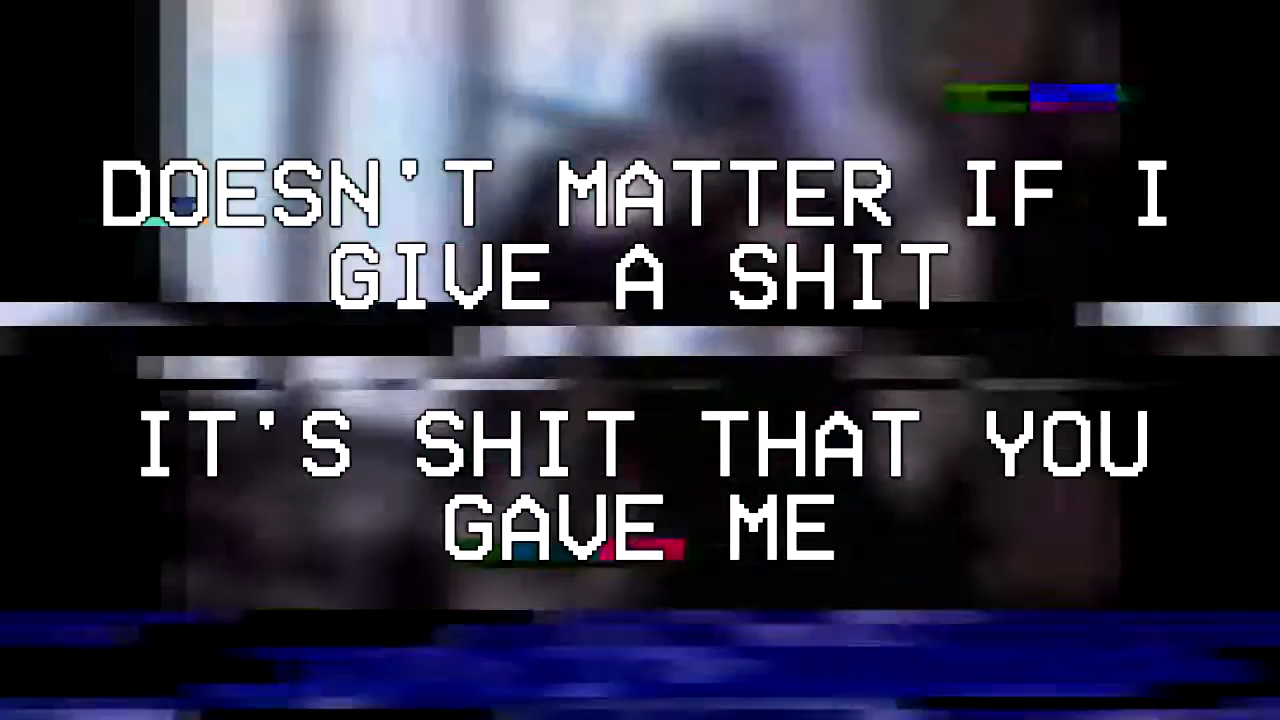 DOESN'T MATTER IF I
GIVE A SHIT
IT'S SHIT THAT YOU
GAVE ME